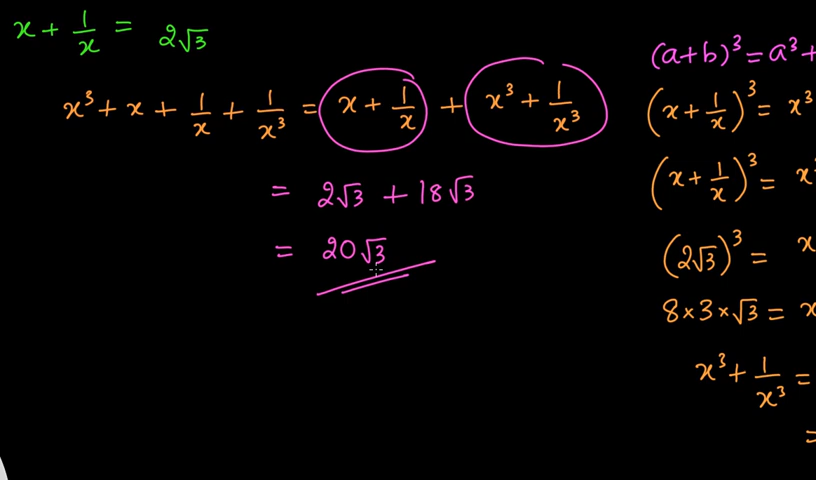 x + 1/x = 2√3
x³ + x + 1/x + 1/x³ = x + 1/x + x³ + 1/x³
= 2√3 + 18√3
= 20√3
(a+b)³ = a³ +
(x + 1/x)³ = x³
(x + 1/x)³ = x³
(2√3)³ = x
8×3×√3 = x
x³ + 1/x³ =
=